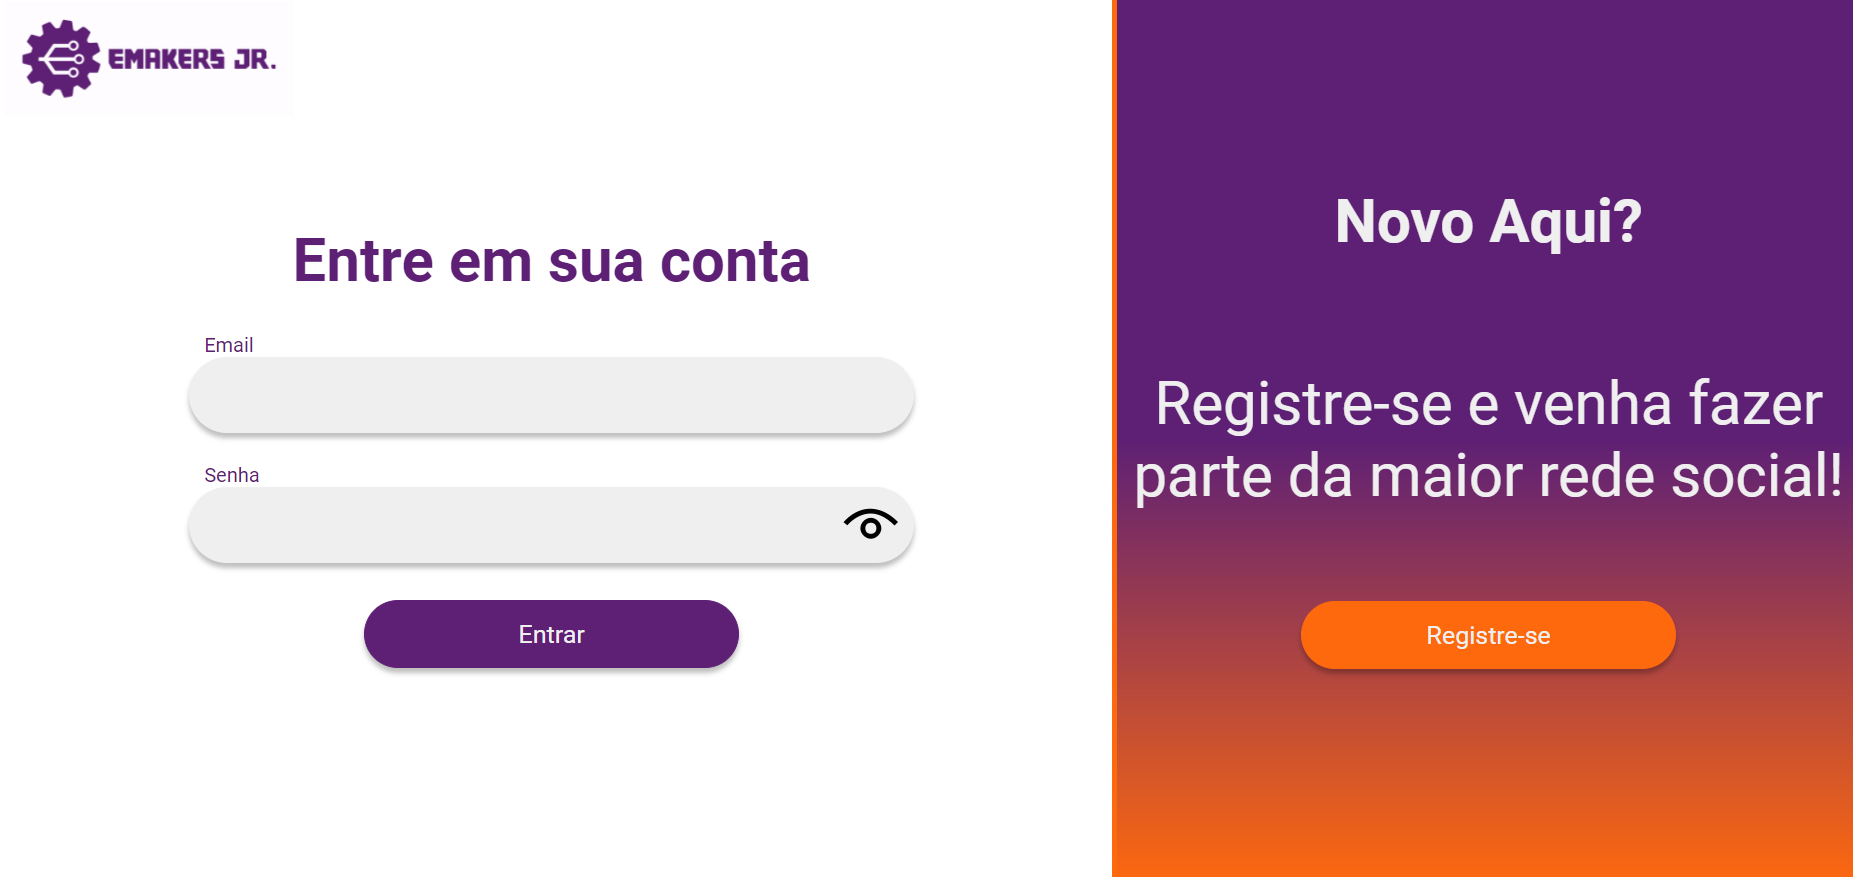 EMAKERS JR.
Entre em sua conta
Email
Senha
Entrar
Novo Aqui?
Registre-se e venha fazer
parte da maior rede social!
Registre-se